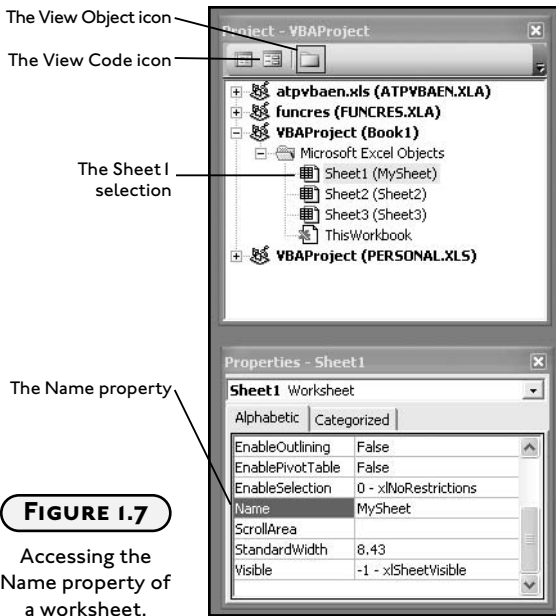 The View Object icon
The View Code icon
The Sheet1 selection
Project - VBAProject
atpvbaen.xls (ATPVBAEN.XLA)
funcres (FUNCRES.XLA)
VBAProject (Book1)
Microsoft Excel Objects
Sheet1 (MySheet)
Sheet2 (Sheet2)
Sheet3 (Sheet3)
ThisWorkbook
VBAProject (PERSONAL.XLS)
The Name property
Properties - Sheet1
Sheet1 Worksheet
Alphabetic Categorized
EnableOutlining False
EnablePivotTable False
EnableSelection 0 - xlNoRestrictions
Name MySheet
ScrollArea
StandardWidth 8.43
Visible -1 - xlSheetVisible
FIGURE 1.7
Accessing the
Name property of
a worksheet.